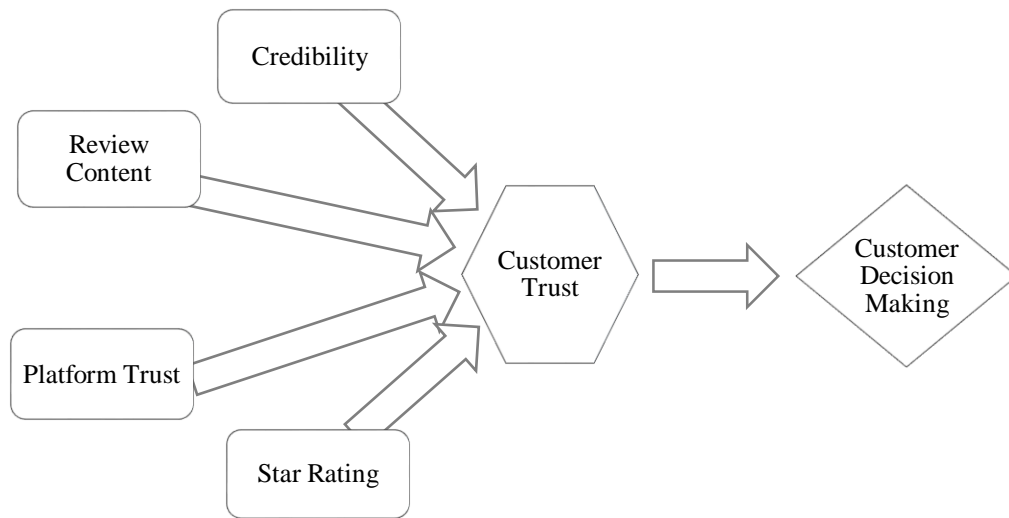 Credibility
Review
Content
Customer
Trust
Customer
Decision
Making
Platform Trust
Star Rating